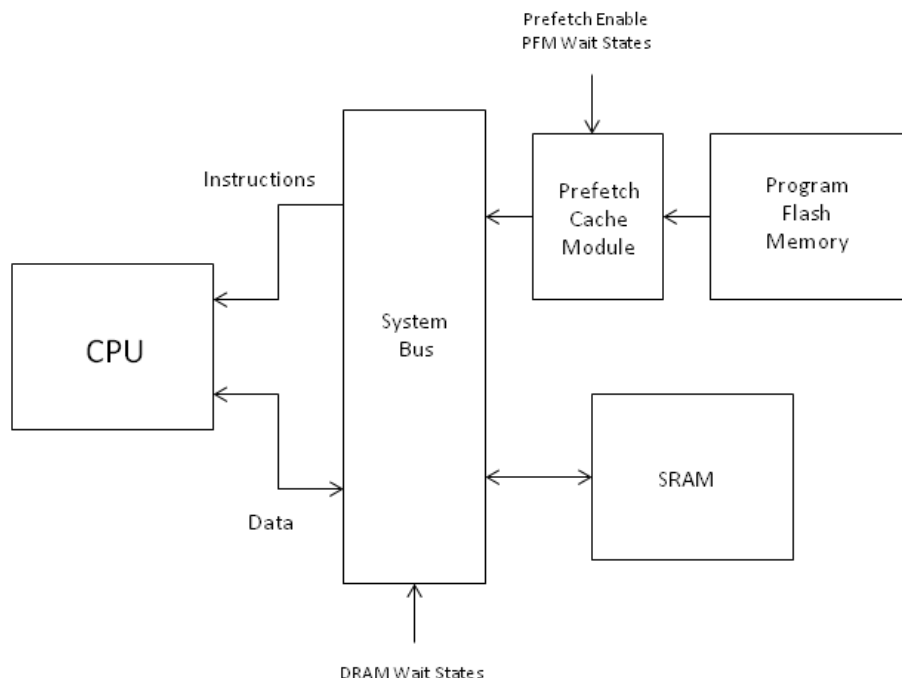 Prefetch Enable
PFM Wait States
Instructions
Prefetch
Cache
Module
Program
Flash
Memory
CPU
System
Bus
SRAM
Data
DRAM Wait States